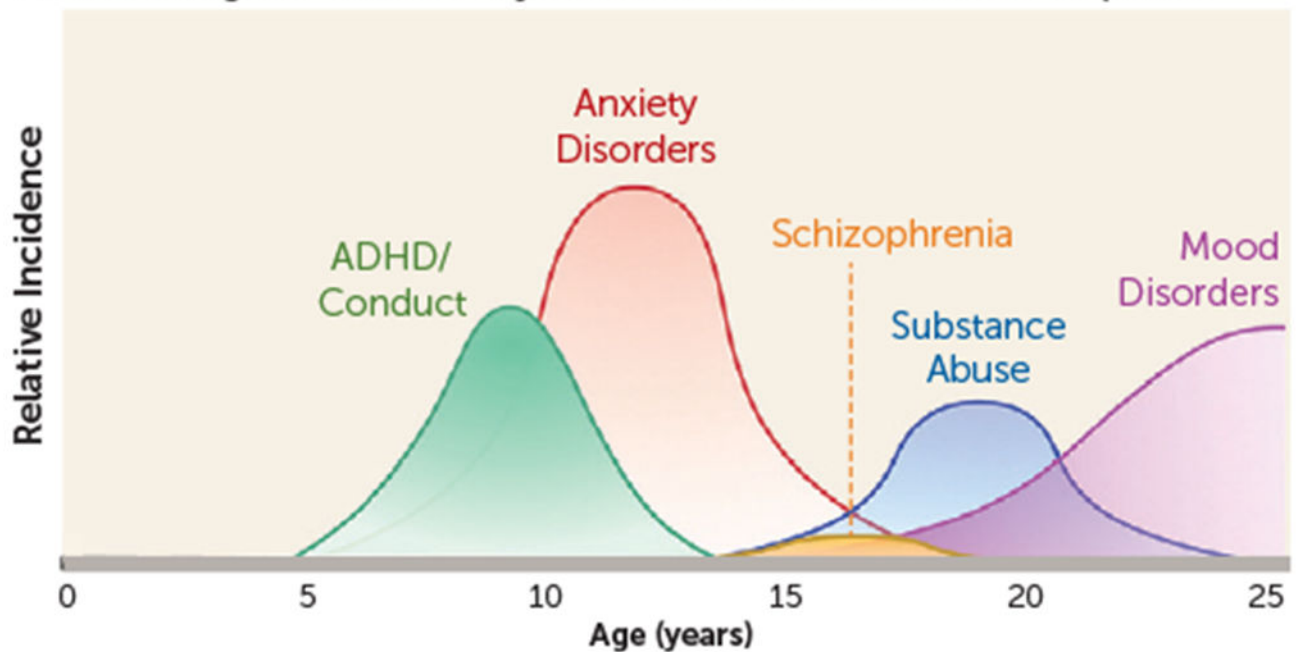 Anxiety
Disorders
ADHD/
Conduct
Schizophrenia
Substance
Abuse
Mood
Disorders
Relative Incidence
0 5 10 15 20 25
Age (years)